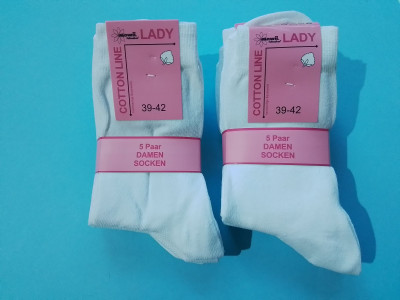 LADY
COTTON LINE
39-42
5 Paar
DAMEN
SOCKEN
LADY
COTTON LINE
39-42
5 Paar
DAMEN
SOCKEN